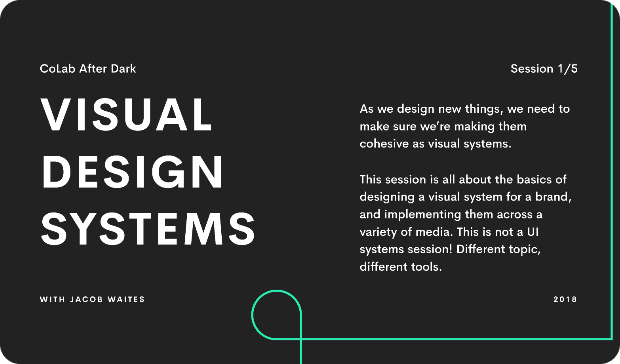 CoLab After Dark
Session 1/5
VISUAL
DESIGN
SYSTEMS
As we design new things, we need to
make sure we’re making them
cohesive as visual systems.
This session is all about the basics of
designing a visual system for a brand,
and implementing them across a
variety of media. This is not a UI
systems session! Different topic,
different tools.
WITH JACOB WAITES
2018